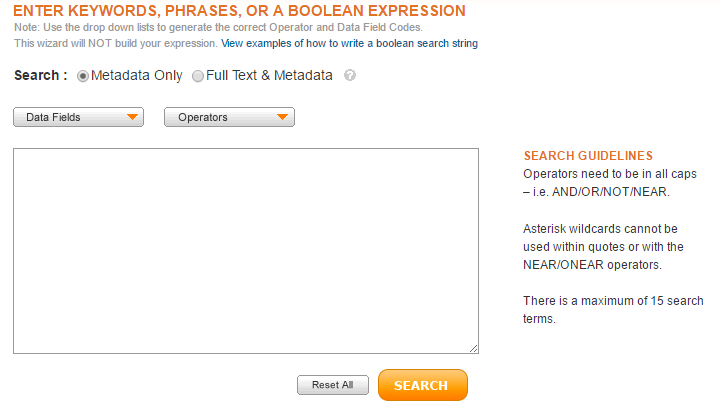 ENTER KEYWORDS, PHRASES, OR A BOOLEAN EXPRESSION
Note: Use the drop down lists to generate the correct Operator and Data Field Codes.
This wizard will NOT build your expression. View examples of how to write a boolean search string
Search : Metadata Only Full Text & Metadata ?
Data Fields Operators
SEARCH GUIDELINES
Operators need to be in all caps
– i.e. AND/OR/NOT/NEAR.
Asterisk wildcards cannot be
used within quotes or with the
NEAR/ONEAR operators.
There is a maximum of 15 search
terms.
Reset All SEARCH